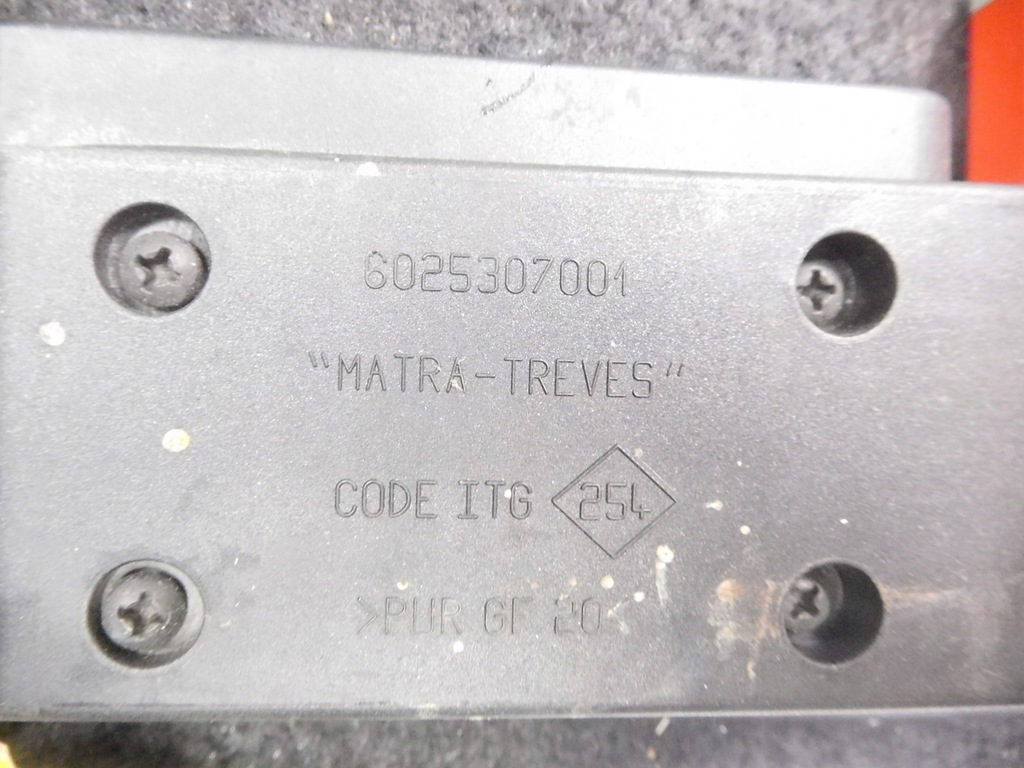 6025307001
"MATRA-TREVES"
CODE ITG 254
>PUR GF 20